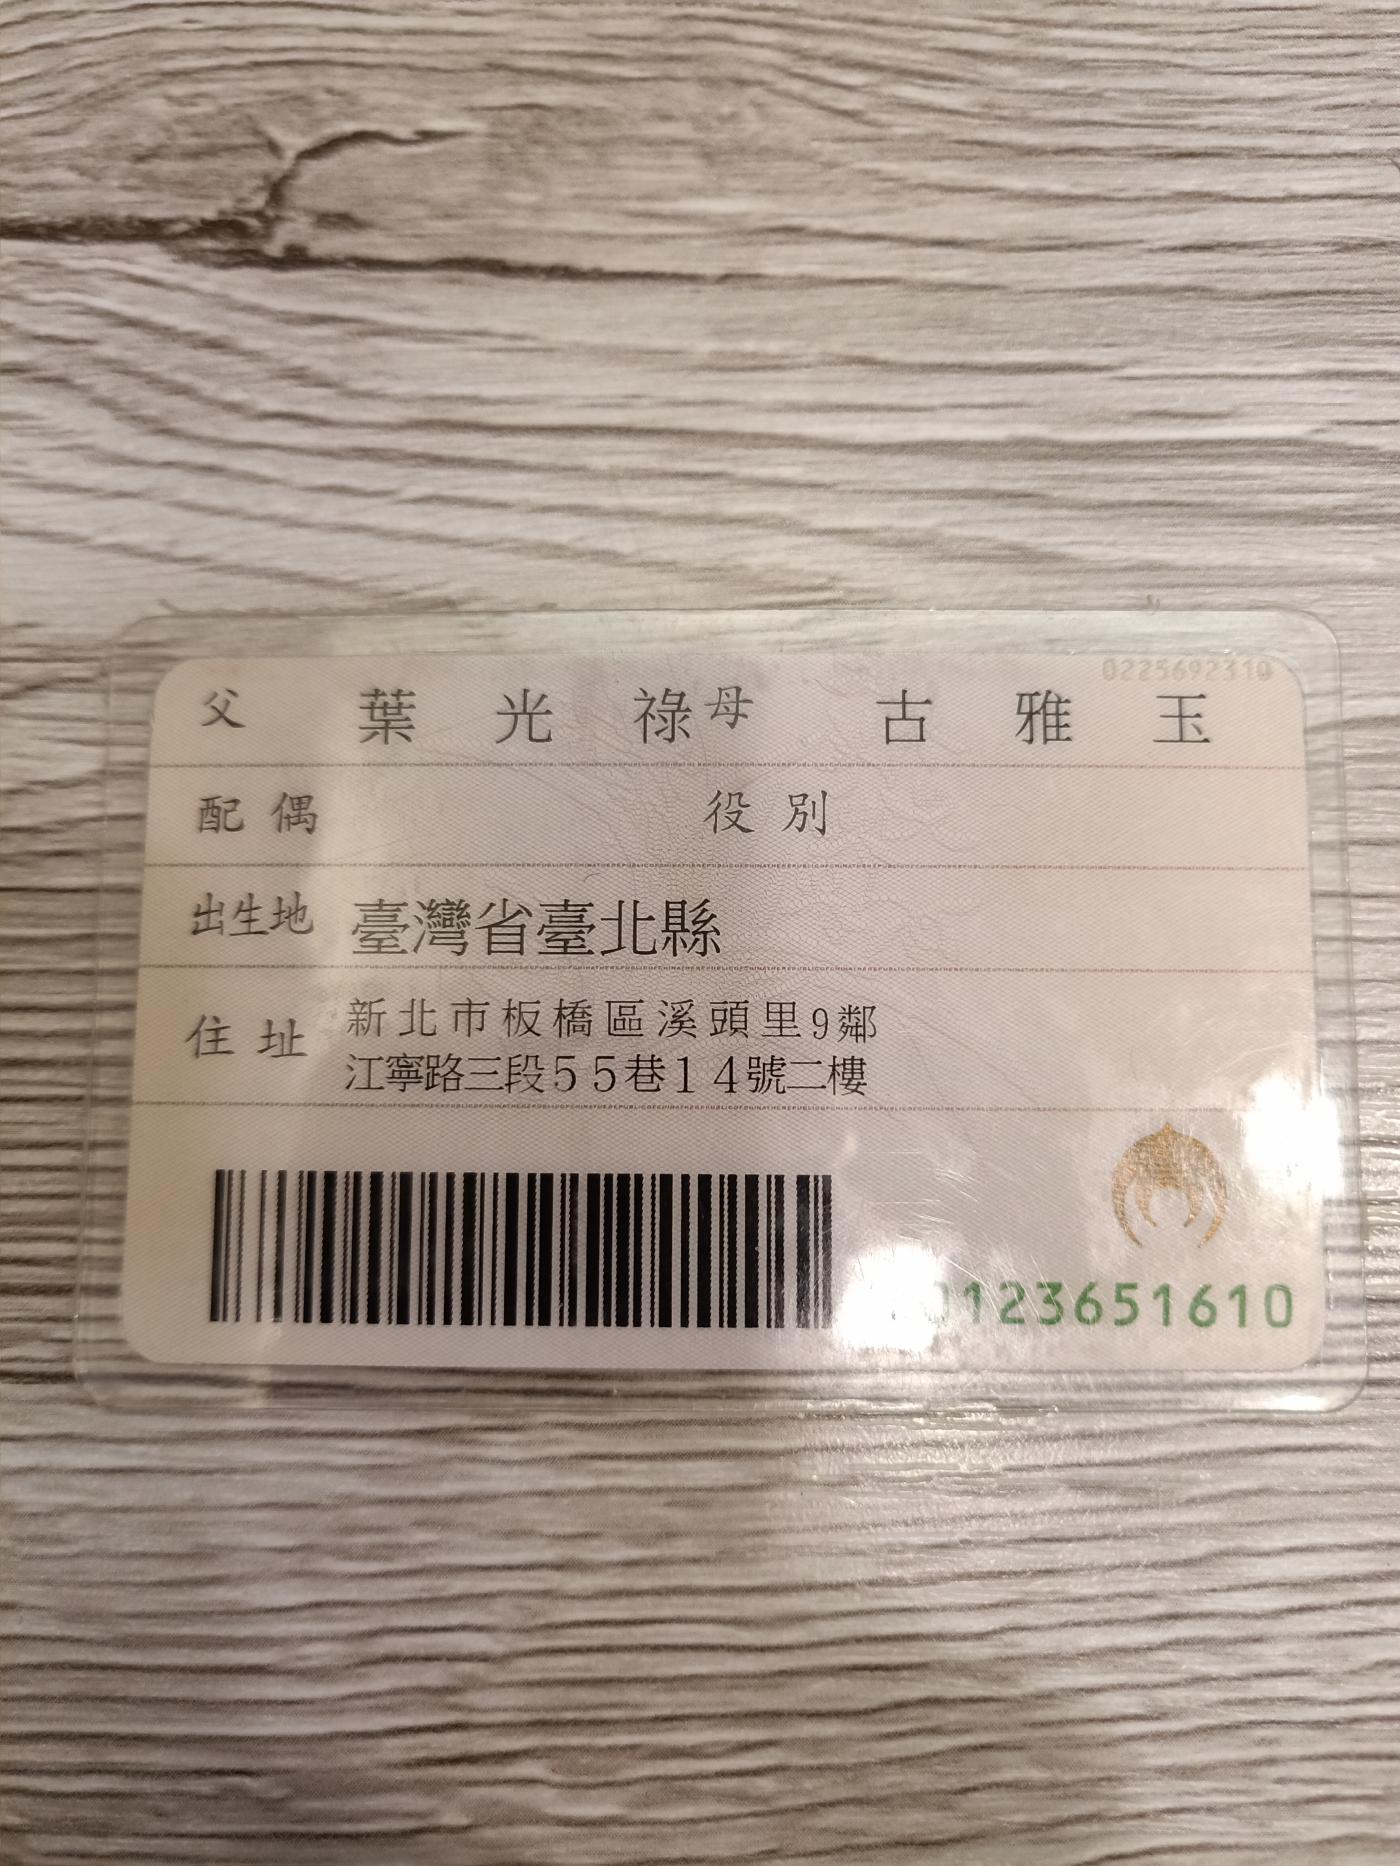 0225692310
父 葉光祿 母 古雅玉
配偶 役別
出生地 臺灣省臺北縣
住址 新北市板橋區溪頭里9鄰
江寧路三段55巷14號二樓
0123651610